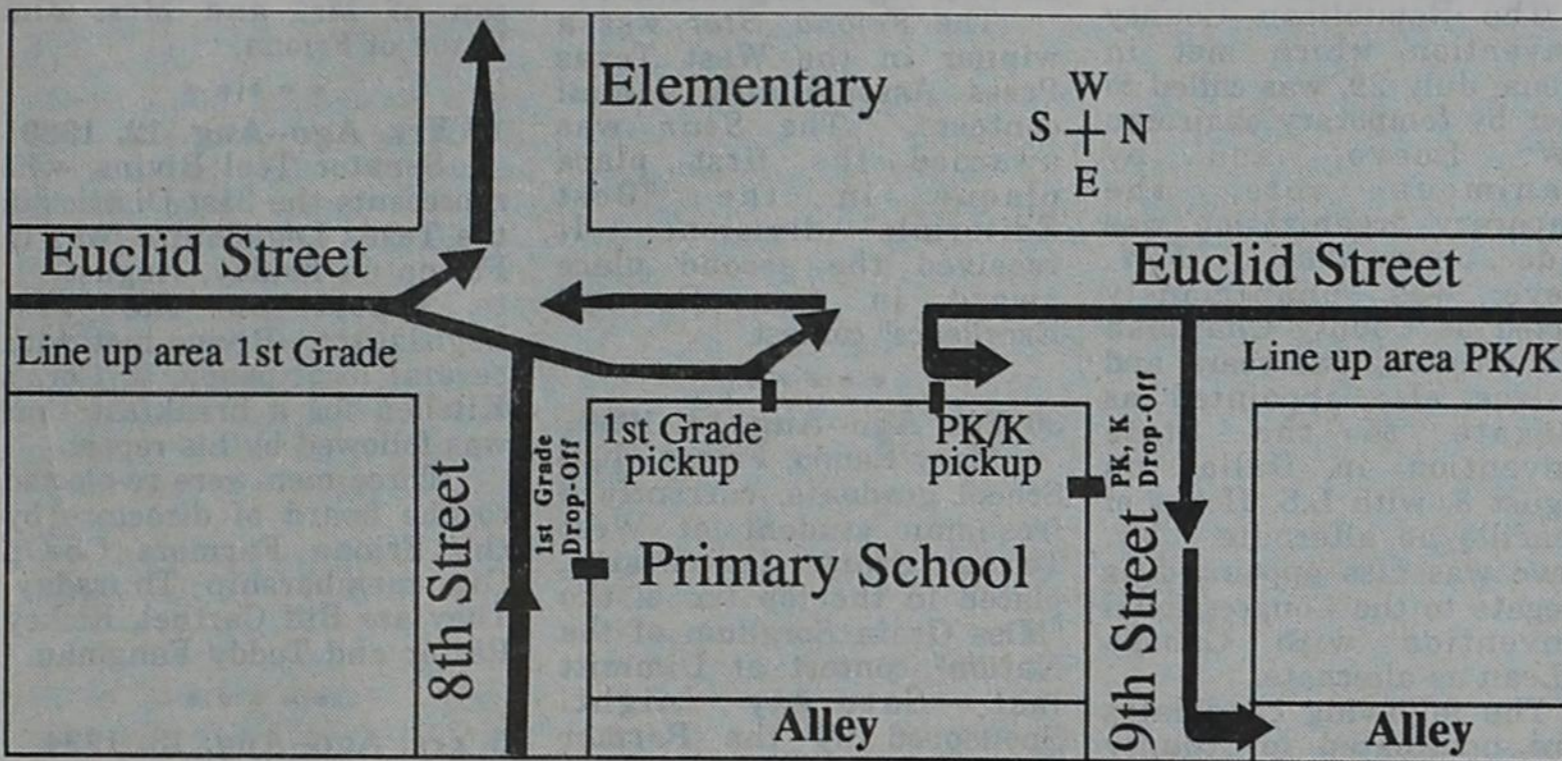 Elementary
W
S N
E
Euclid Street
Euclid Street
Line up area 1st Grade
Line up area PK/K
1st Grade
pickup
PK/K
pickup
8th Street
1st Grade
Drop-Off
Primary School
PK, K
Drop-Off
9th Street
Alley
Alley